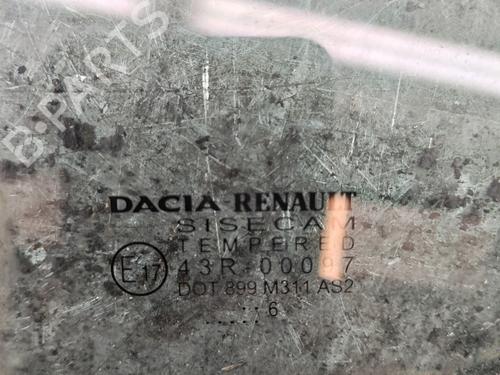 B-PARTS
DACIA RENAULT
SISECAM
TEMPERED
E17 43R-00097
DOT 899 M311 AS2
.. 6
.....